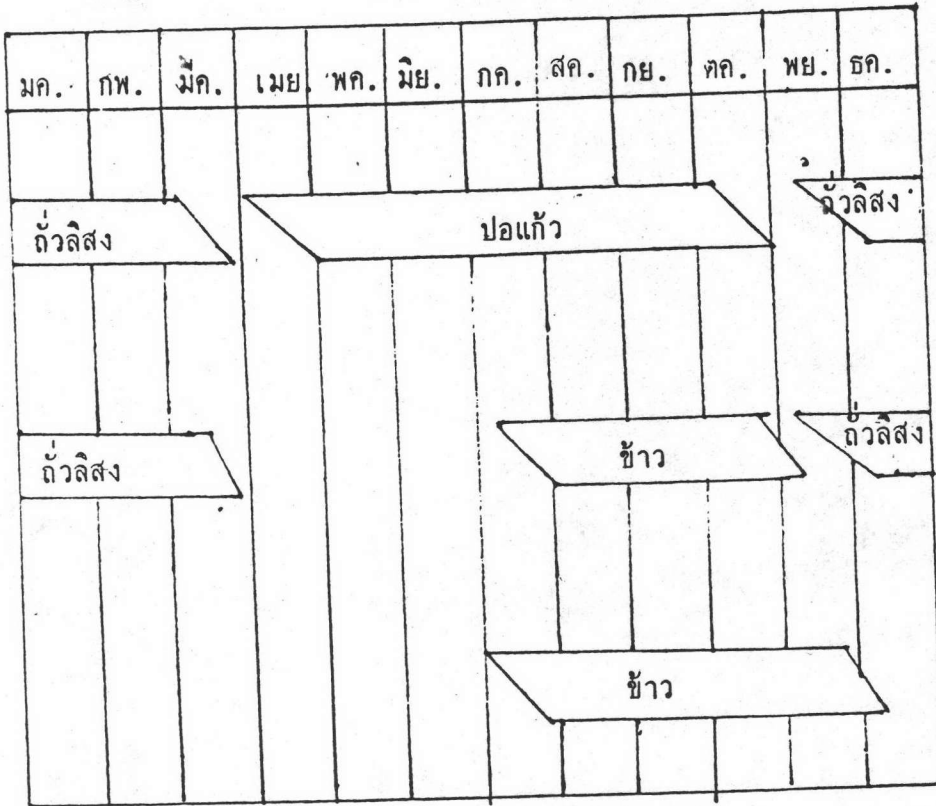 มค. กพ. มีค. เมย. พค. มิย. กค. สค. กย. ตค. พย. ธค.
ถั่วลิสง ปอแก้ว ถั่วลิสง
ถั่วลิสง ข้าว ถั่วลิสง
ข้าว